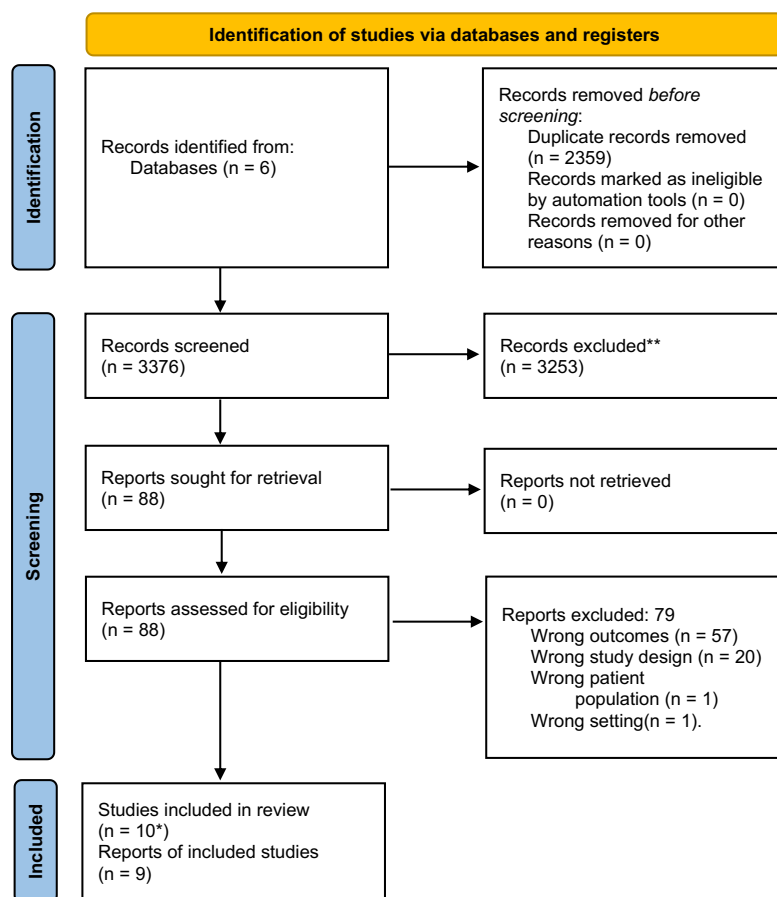 Identification of studies via databases and registers
Identification
Records identified from:
Databases (n = 6)
Records removed before
screening:
Duplicate records removed
(n = 2359)
Records marked as ineligible
by automation tools (n = 0)
Records removed for other
reasons (n = 0)
Screening
Records screened
(n = 3376)
Records excluded**
(n = 3253)
Reports sought for retrieval
(n = 88)
Reports not retrieved
(n = 0)
Reports assessed for eligibility
(n = 88)
Reports excluded: 79
Wrong outcomes (n = 57)
Wrong study design (n = 20)
Wrong patient
population (n = 1)
Wrong setting(n = 1).
Included
Studies included in review
(n = 10*)
Reports of included studies
(n = 9)